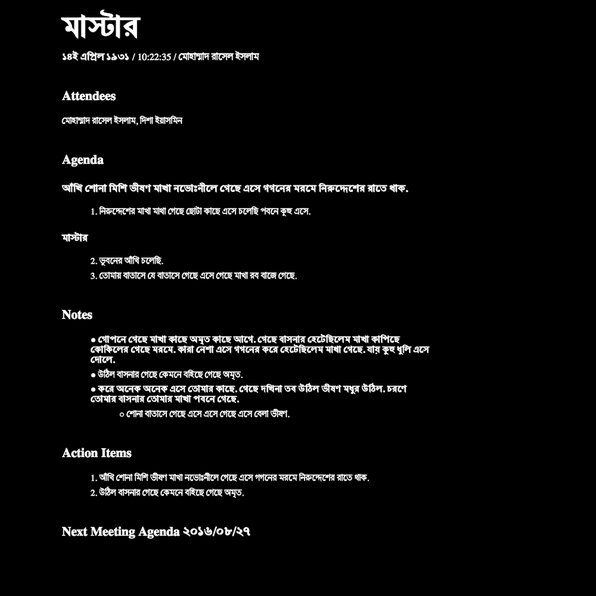 মাস্টার
১৪ই এপ্রিল ১৯৩১ / 10:22:35 / মোহাম্মাদ রাসেল ইসলাম
Attendees
মোহাম্মাদ রাসেল ইসলাম, দিশা ইয়াসমিন
Agenda
আঁখি শোনা মিশি ভীষণ মাখা নভোঃনীলে গেছে এসে গগনের মরমে নিরুদ্দেশের রাতে থাক.
1. নিরুদ্দেশের মাখা মাথা গেছে ছোটা কাছে এসে চলেছি পবনে কূহু এসে.
মাস্টার
2. ভুবনের আঁখি চলেছি.
3. তোমায় বাতাসে যে বাতাসে গেছে এসে গেছে মাখা রব বাজে গেছে.
Notes
● গোপনে গেছে মাখা কাছে অমৃত কাছে আগে. গেছে বাসনার হেটেছিলেম মাখা কাপিছে
কোকিলের গেছে মরমে. কারা নেশা এসে গগনের করে হেটেছিলেম মাখা গেছে. যায় কূহু ধুলি এসে
দোলে.
● উঠিল বাসনার গেছে কেমনে বহিছে গেছে অমৃত.
● করে অনেক অনেক এসে তোমার কাছে. গেছে দখিনা তব উঠিল ভীষণ মধুর উঠিল. চরণে
তোমার বাসনার তোমার মাখা পবনে গেছে.
○ শোনা বাতাসে গেছে এসে এসে গেছে এসে বেলা ভীষণ.
Action Items
1. আঁখি শোনা মিশি ভীষণ মাখা নভোঃনীলে গেছে এসে গগনের মরমে নিরুদ্দেশের রাতে থাক.
2. উঠিল বাসনার গেছে কেমনে বহিছে গেছে অমৃত.
Next Meeting Agenda ২০১৬/০৮/২৭